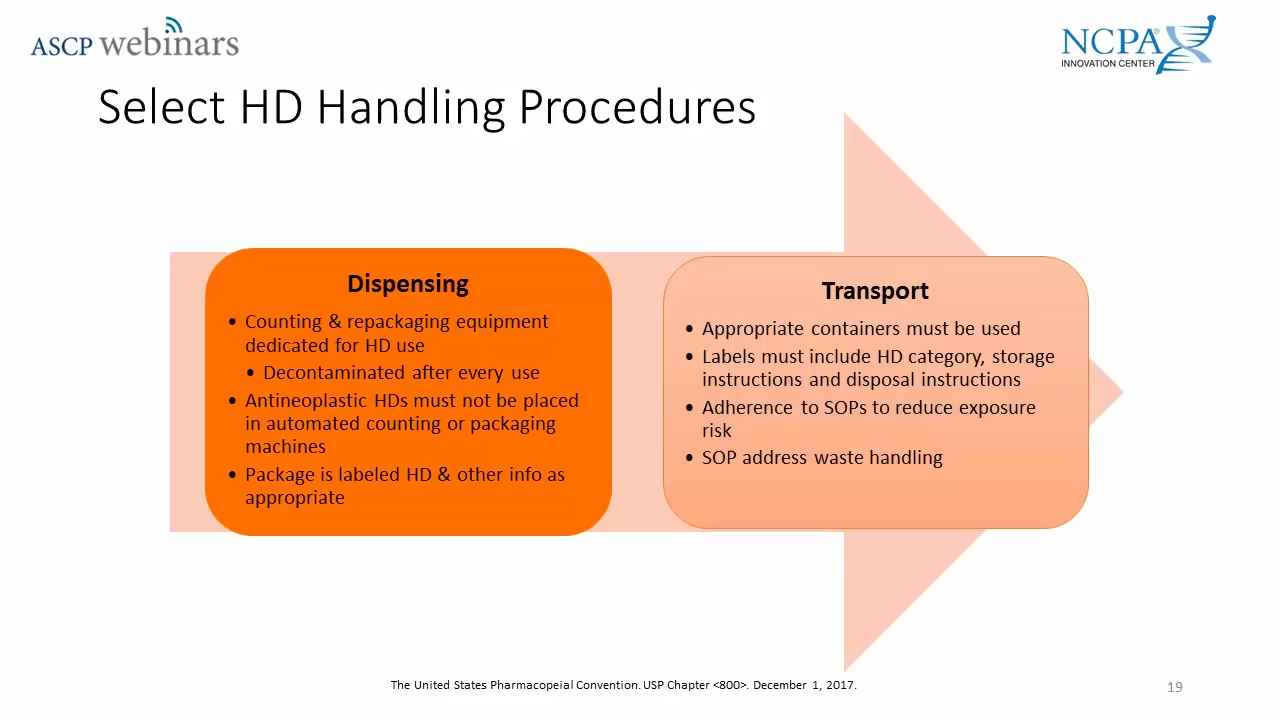 ASCP webinars
NCPA®
INNOVATION CENTER
Select HD Handling Procedures
Dispensing
• Counting & repackaging equipment
dedicated for HD use
• Decontaminated after every use
• Antineoplastic HDs must not be placed
in automated counting or packaging
machines
• Package is labeled HD & other info as
appropriate
Transport
• Appropriate containers must be used
• Labels must include HD category, storage
instructions and disposal instructions
• Adherence to SOPs to reduce exposure
risk
• SOP address waste handling
The United States Pharmacopeial Convention. USP Chapter <800>. December 1, 2017.
19